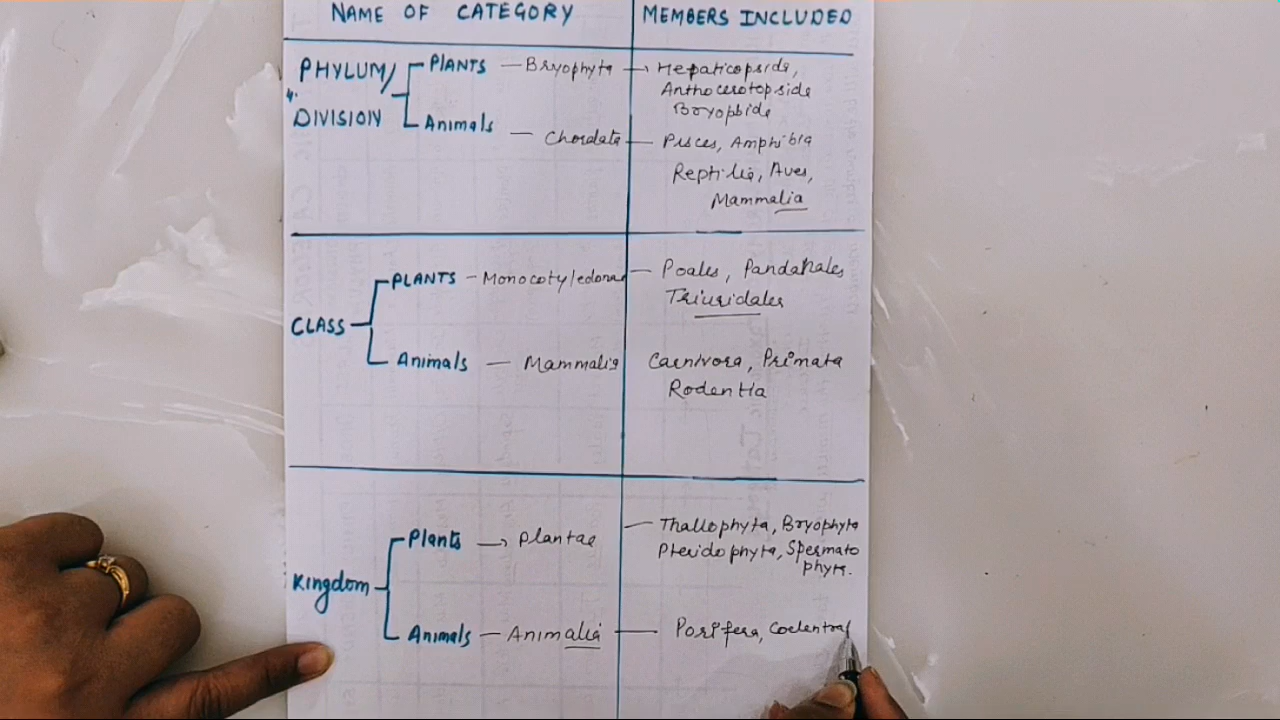 NAME OF CATEGORY MEMBERS INCLUDED
PHYLUM/ PLANTS — Bryophyta → Hepaticopsida,
Anthocerotopsida
Bryopsida
DIVISION Animals — Chordata — Pisces, Amphibia
Reptilia, Aves,
Mammalia
PLANTS – Monocotyledonae — Poales, Pandanales
Triuridales
CLASS
Animals — Mammalia Carnivora, Primata
Rodentia
Plants → Plantae — Thallophyta, Bryophyta
Pteridophyta, Spermato
phyta.
Kingdom
Animals — Animalia — Porifera, Coelentra